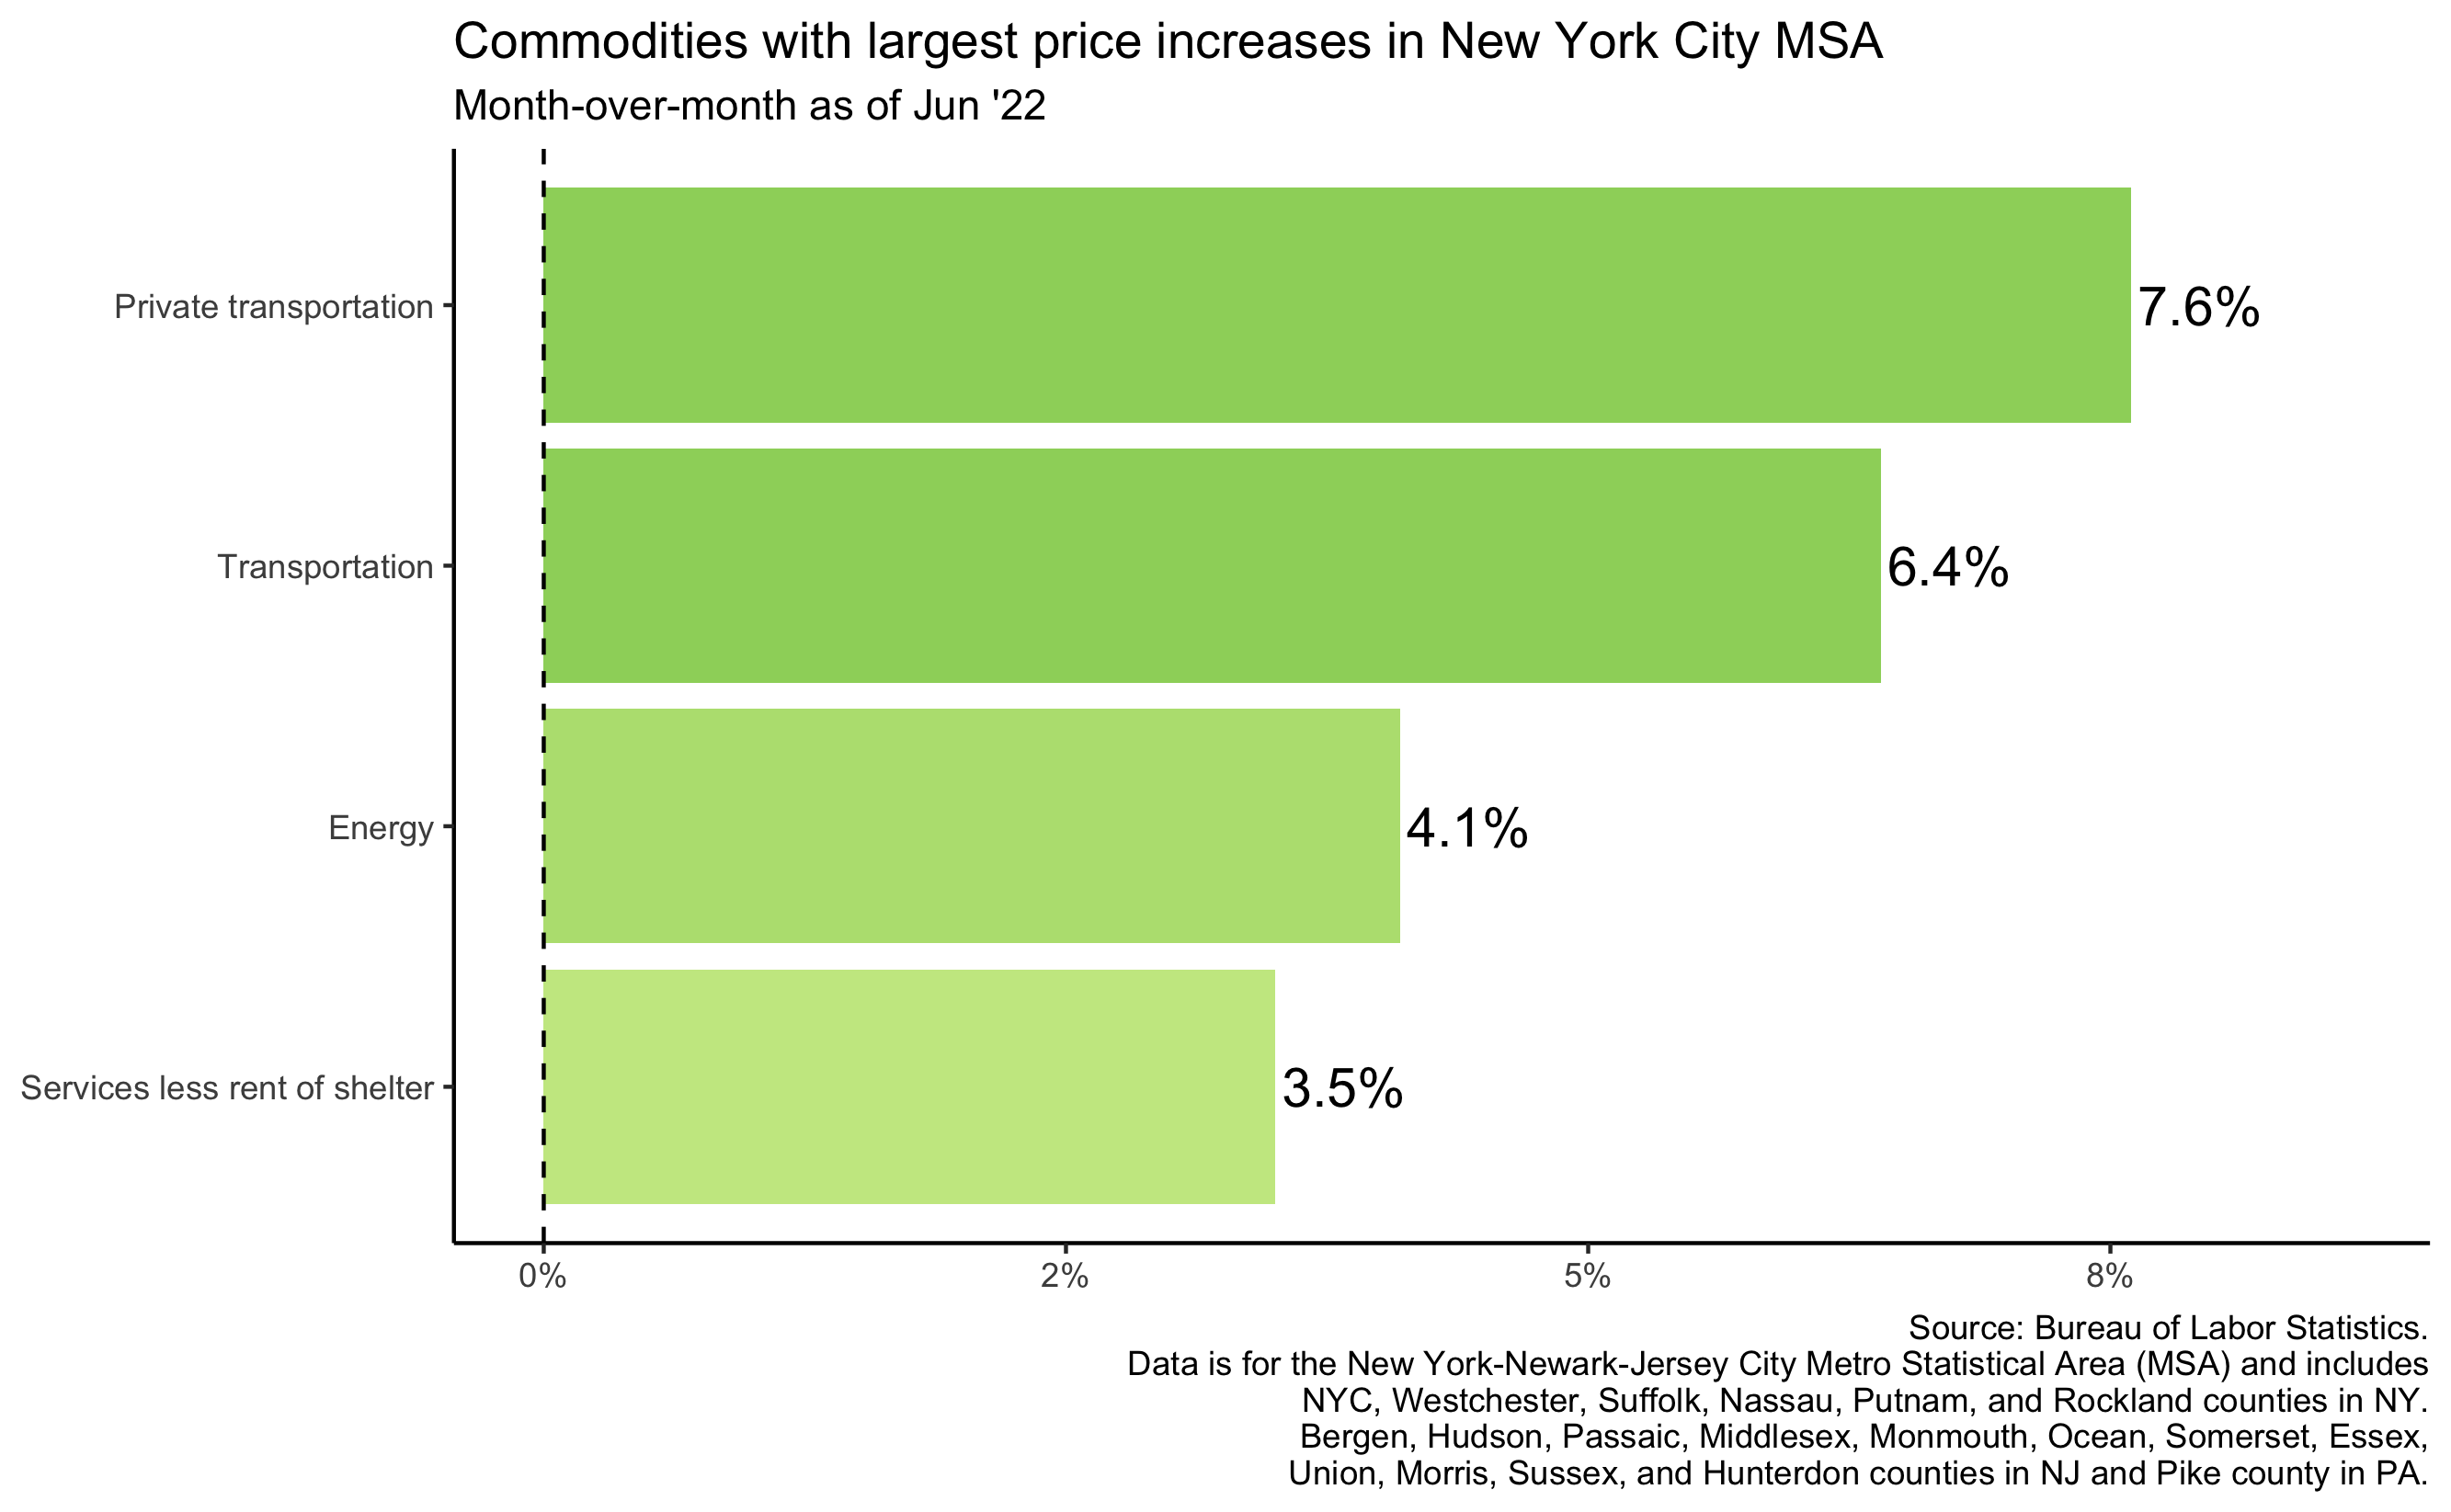 Commodities with largest price increases in New York City MSA
Month-over-month as of Jun '22
Private transportation
7.6%
Transportation
6.4%
Energy
4.1%
Services less rent of shelter
3.5%
0%
2%
5%
8%
Source: Bureau of Labor Statistics.
Data is for the New York-Newark-Jersey City Metro Statistical Area (MSA) and includes
NYC, Westchester, Suffolk, Nassau, Putnam, and Rockland counties in NY.
Bergen, Hudson, Passaic, Middlesex, Monmouth, Ocean, Somerset, Essex,
Union, Morris, Sussex, and Hunterdon counties in NJ and Pike county in PA.